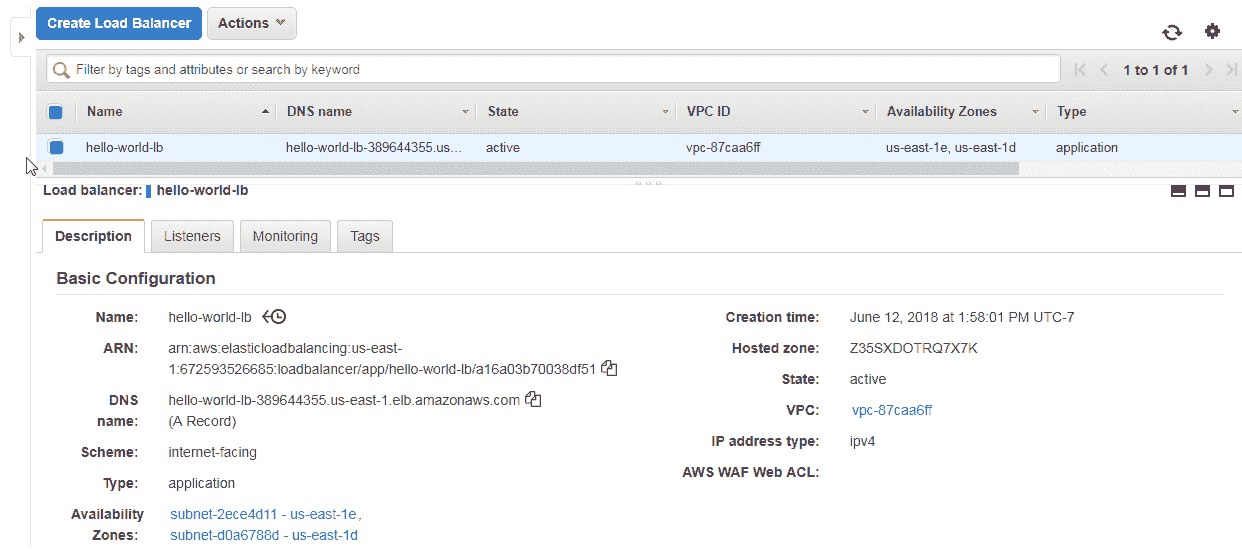 Create Load Balancer Actions
Filter by tags and attributes or search by keyword 1 to 1 of 1
Name DNS name State VPC ID Availability Zones Type
hello-world-lb hello-world-lb-389644355.us... active vpc-87caa6ff us-east-1e, us-east-1d application
Load balancer: hello-world-lb
Description Listeners Monitoring Tags
Basic Configuration
Name: hello-world-lb Creation time: June 12, 2018 at 1:58:01 PM UTC-7
ARN: arn:aws:elasticloadbalancing:us-east- Hosted zone: Z35SXDOTRQ7X7K
1:672593526685:loadbalancer/app/hello-world-lb/a16a03b70038df51
State: active
DNS hello-world-lb-389644355.us-east-1.elb.amazonaws.com
name: (A Record) VPC: vpc-87caa6ff
Scheme: internet-facing IP address type: ipv4
Type: application AWS WAF Web ACL:
Availability subnet-2ece4d11 - us-east-1e,
Zones: subnet-d0a6788d - us-east-1d